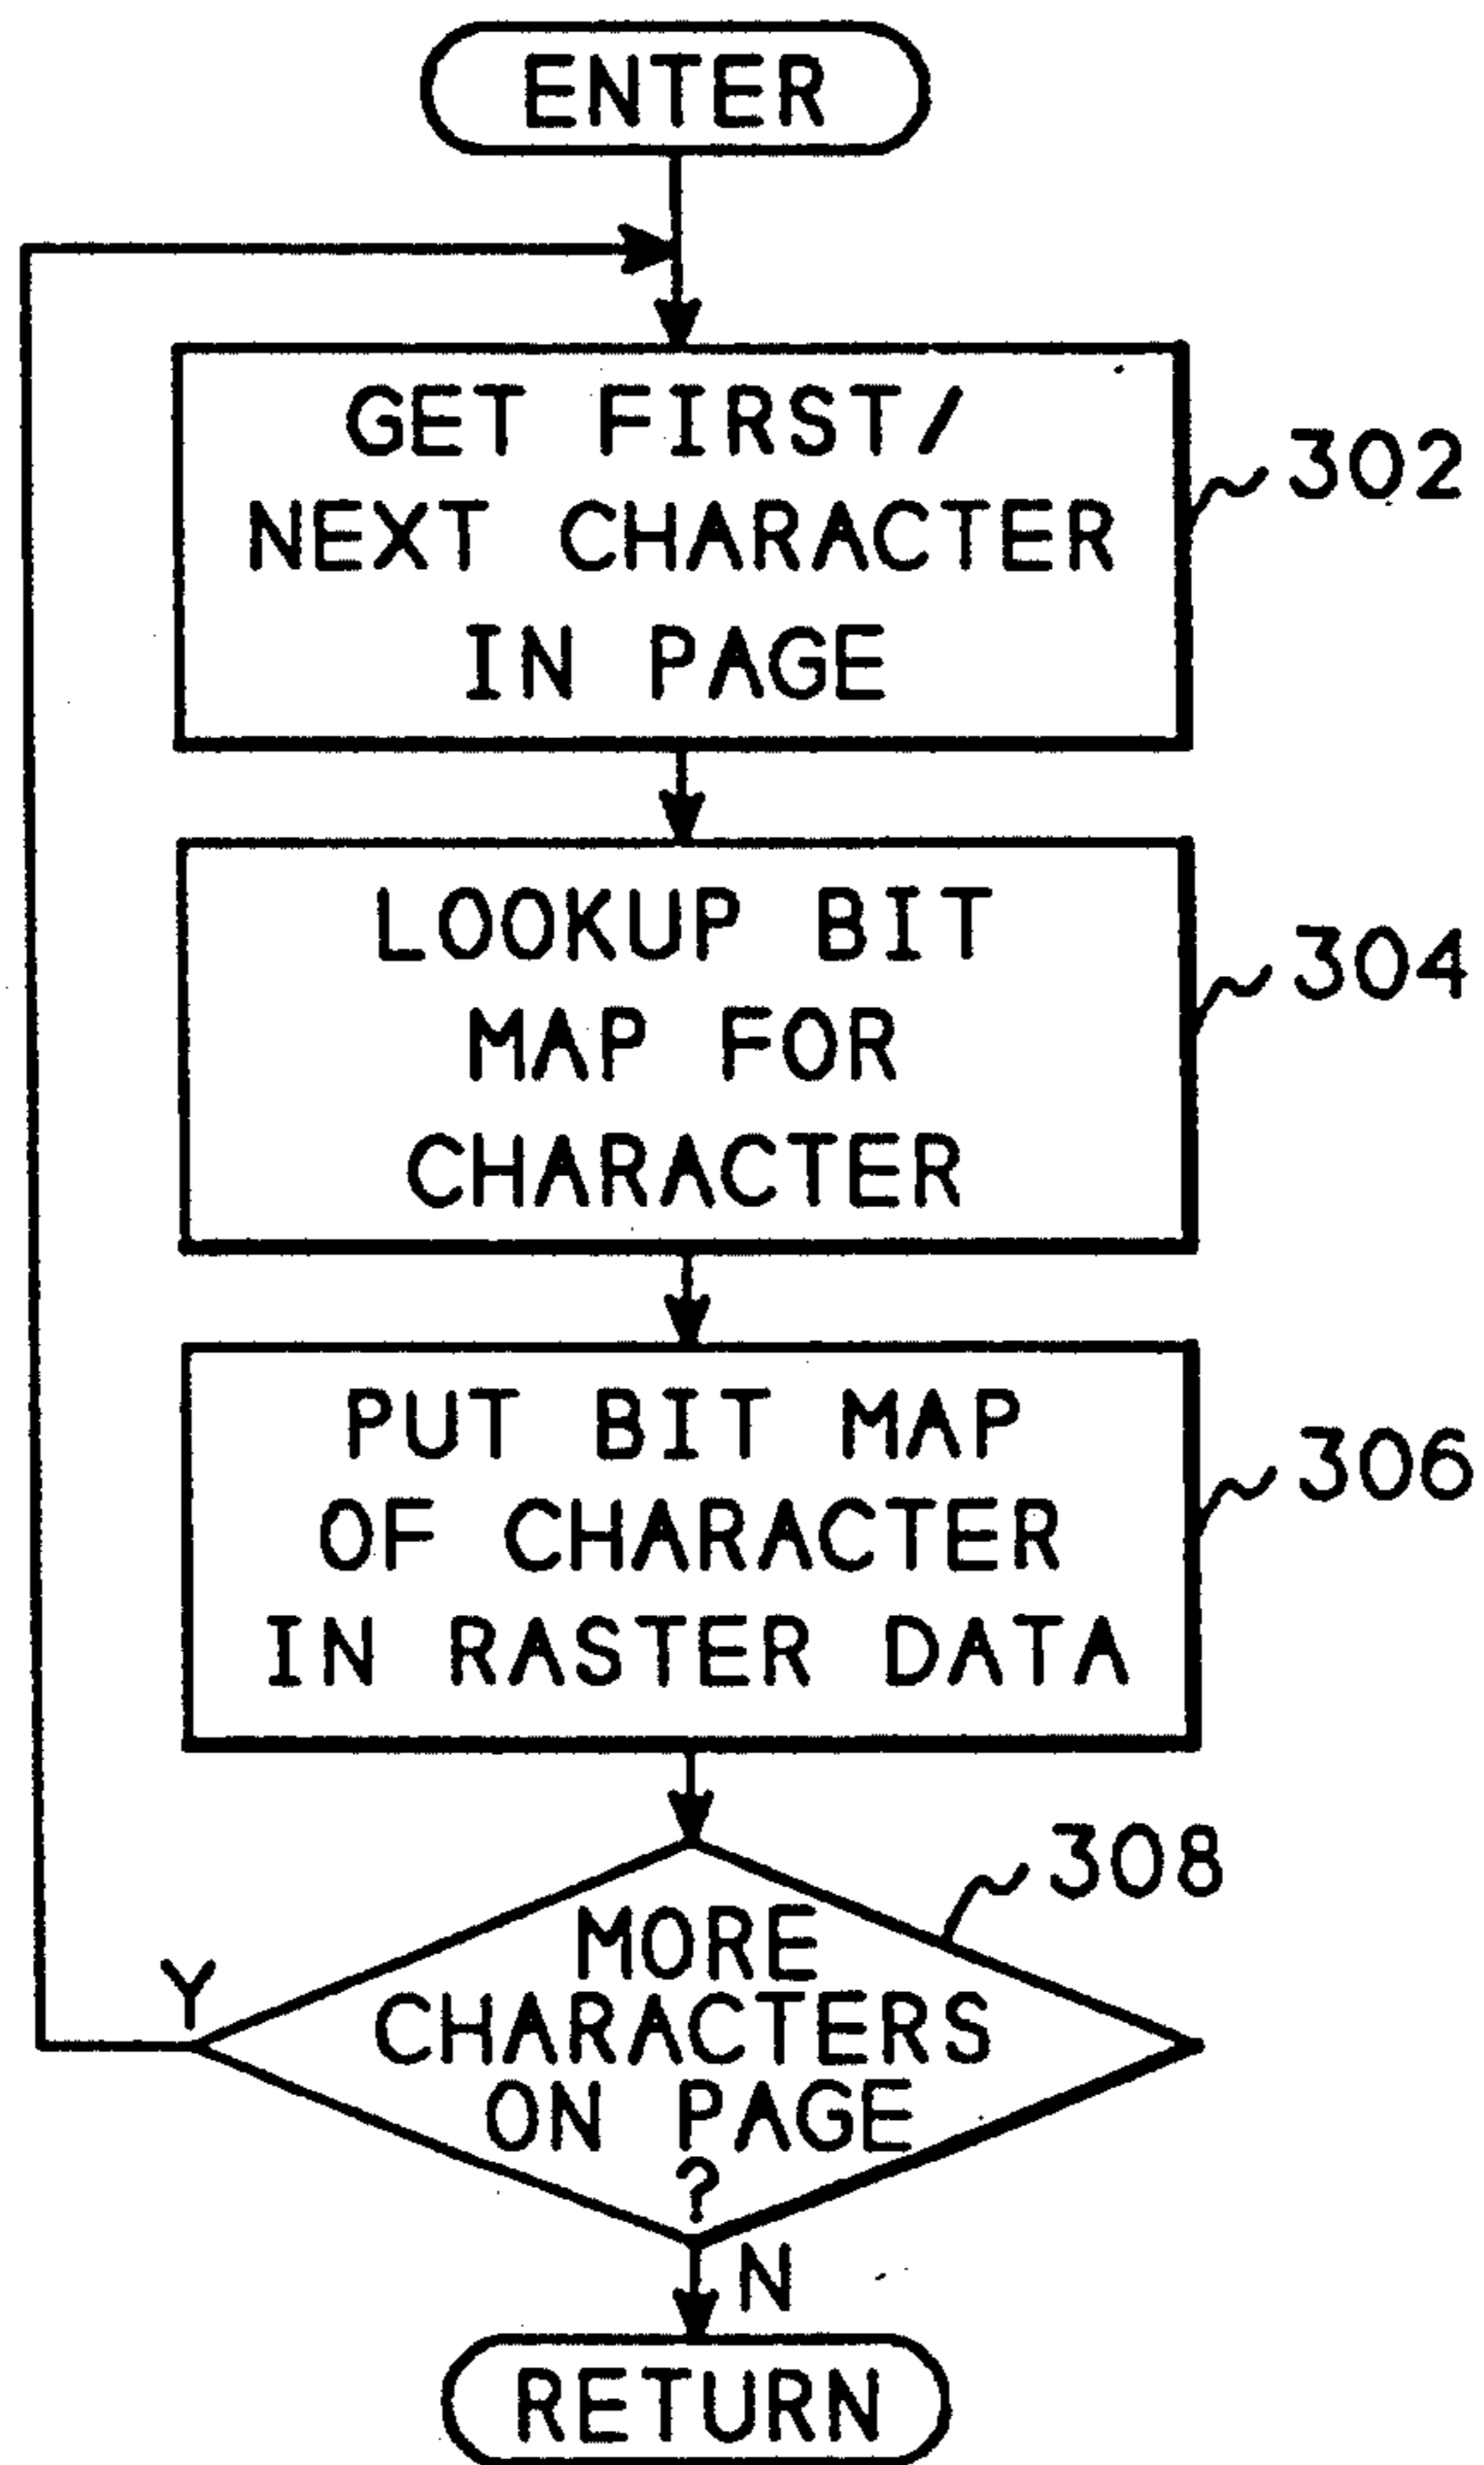 ENTER
GET FIRST/
NEXT CHARACTER
IN PAGE
302
LOOKUP BIT
MAP FOR
CHARACTER
304
PUT BIT MAP
OF CHARACTER
IN RASTER DATA
306
308
MORE
CHARACTERS
ON PAGE
?
Y
N
RETURN